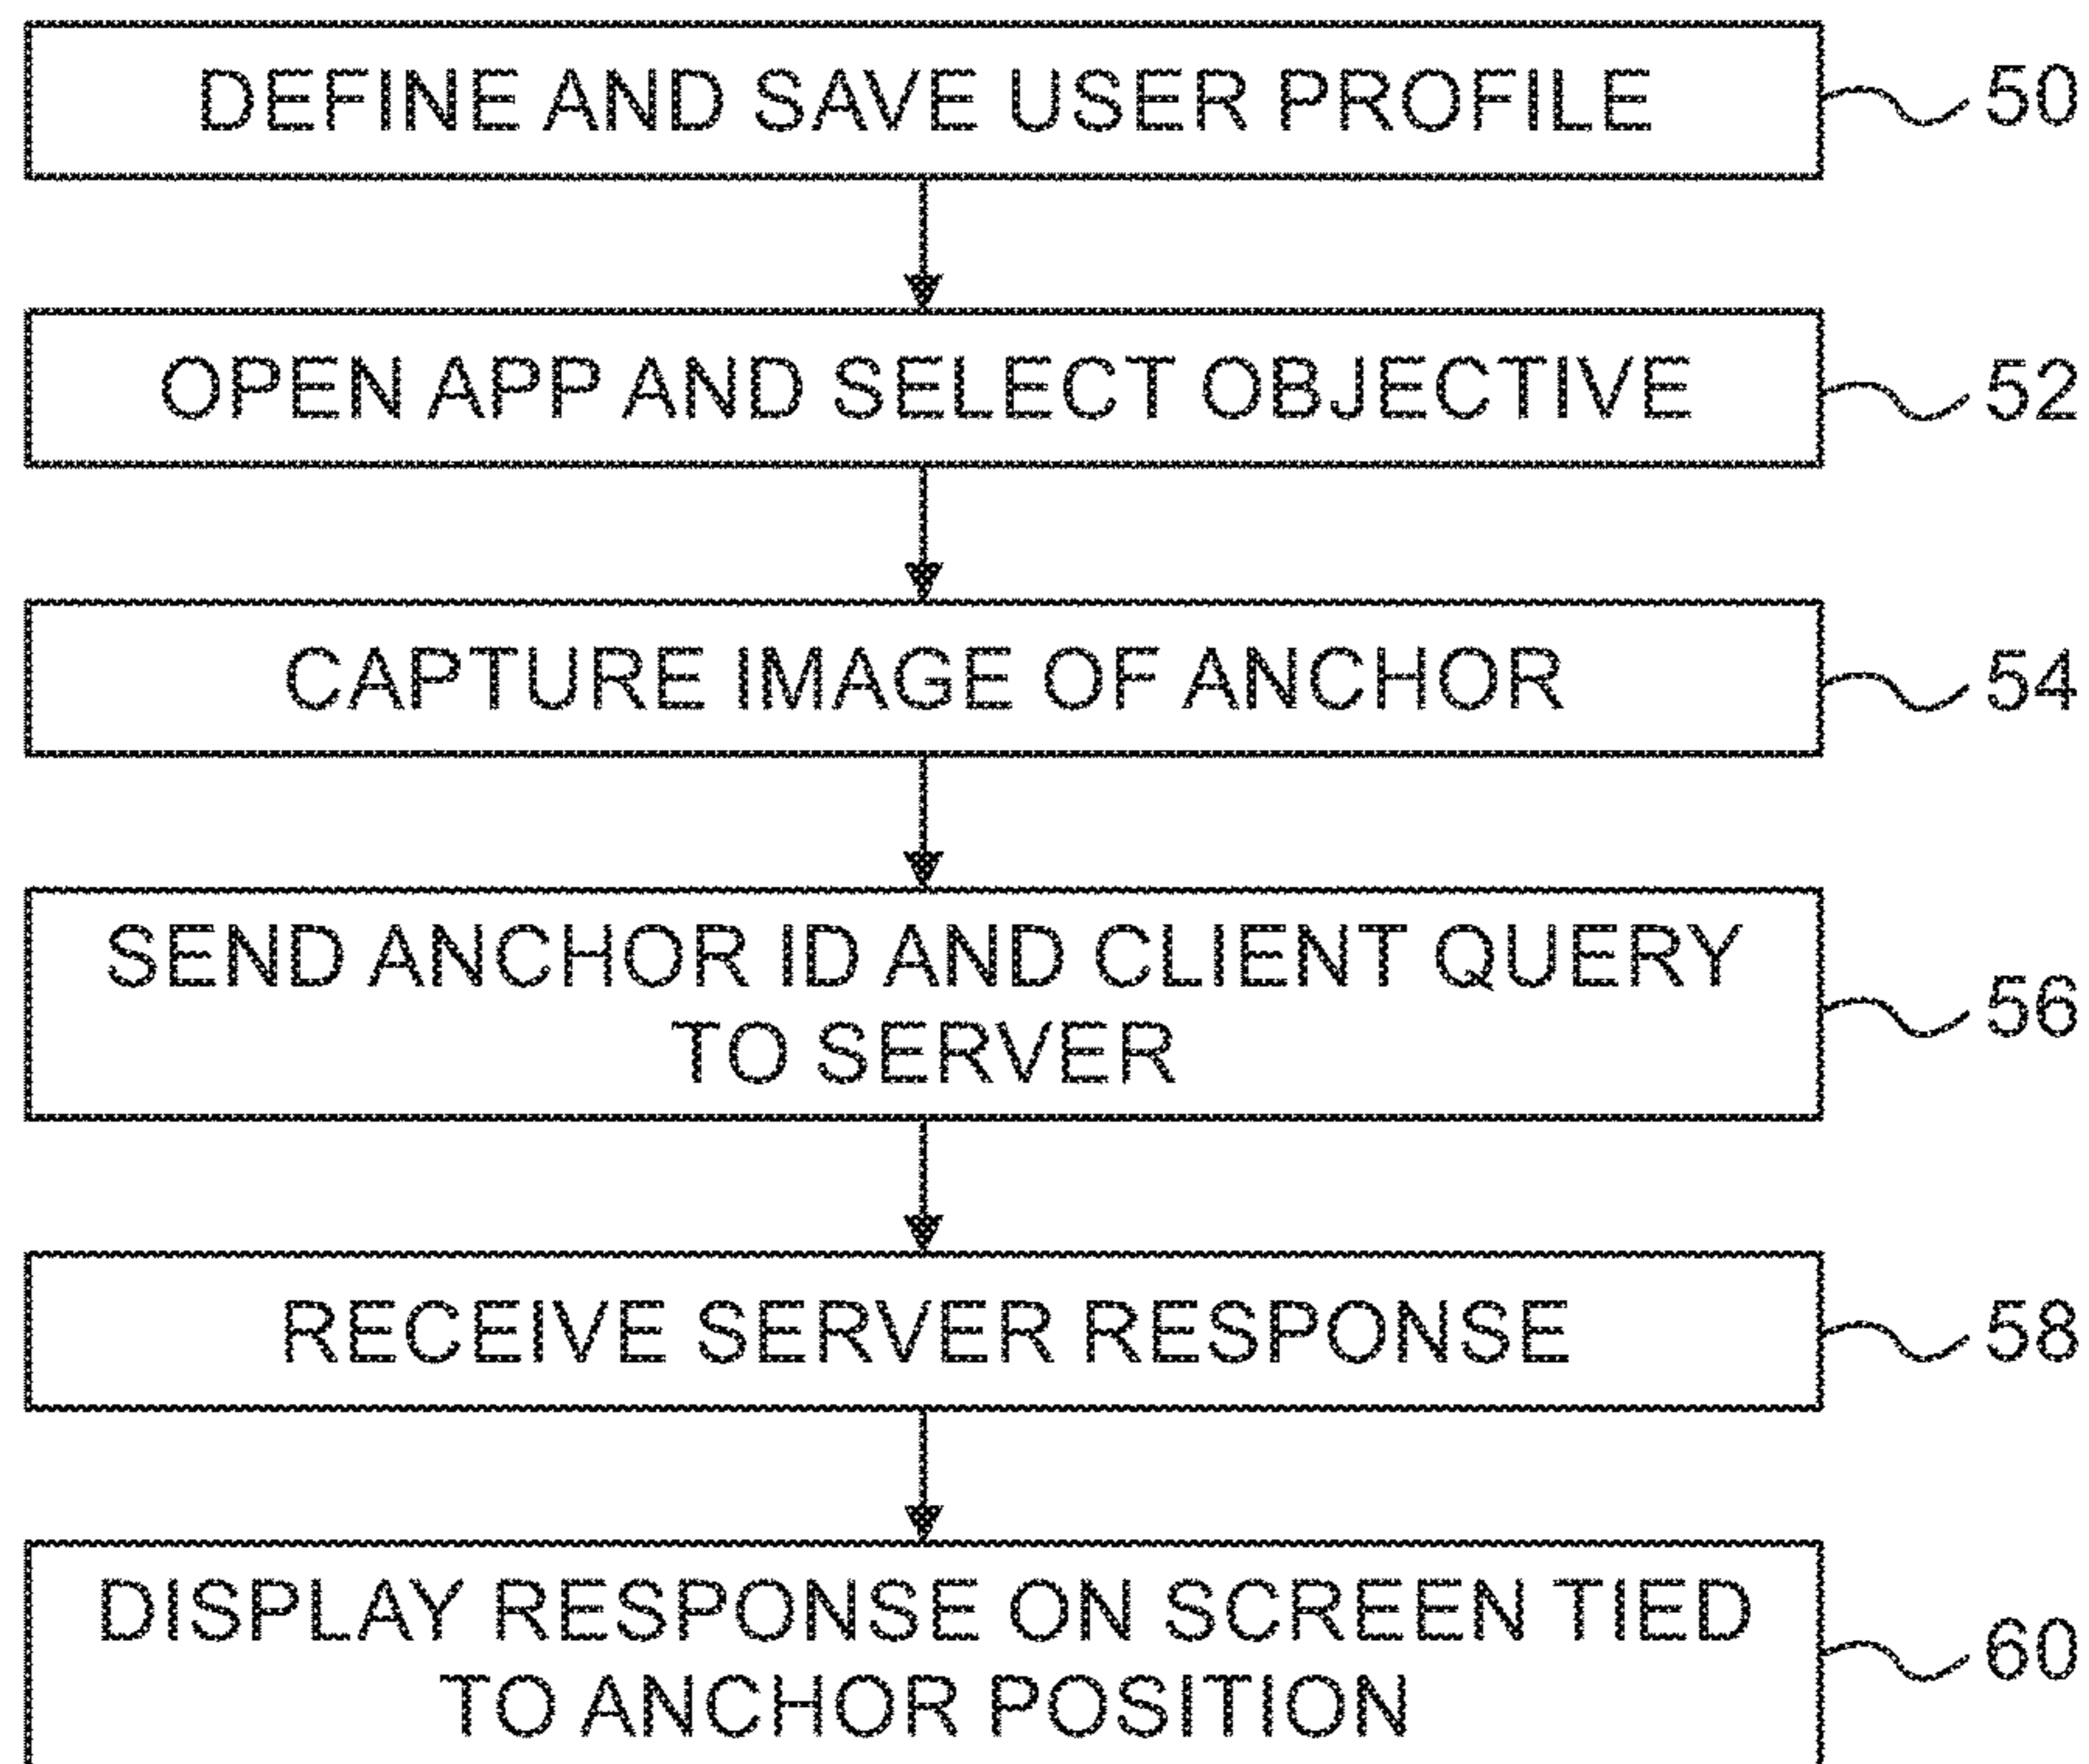 DEFINE AND SAVE USER PROFILE
50
OPEN APP AND SELECT OBJECTIVE
52
CAPTURE IMAGE OF ANCHOR
54
SEND ANCHOR ID AND CLIENT QUERY
TO SERVER
56
RECEIVE SERVER RESPONSE
58
DISPLAY RESPONSE ON SCREEN TIED
TO ANCHOR POSITION
60